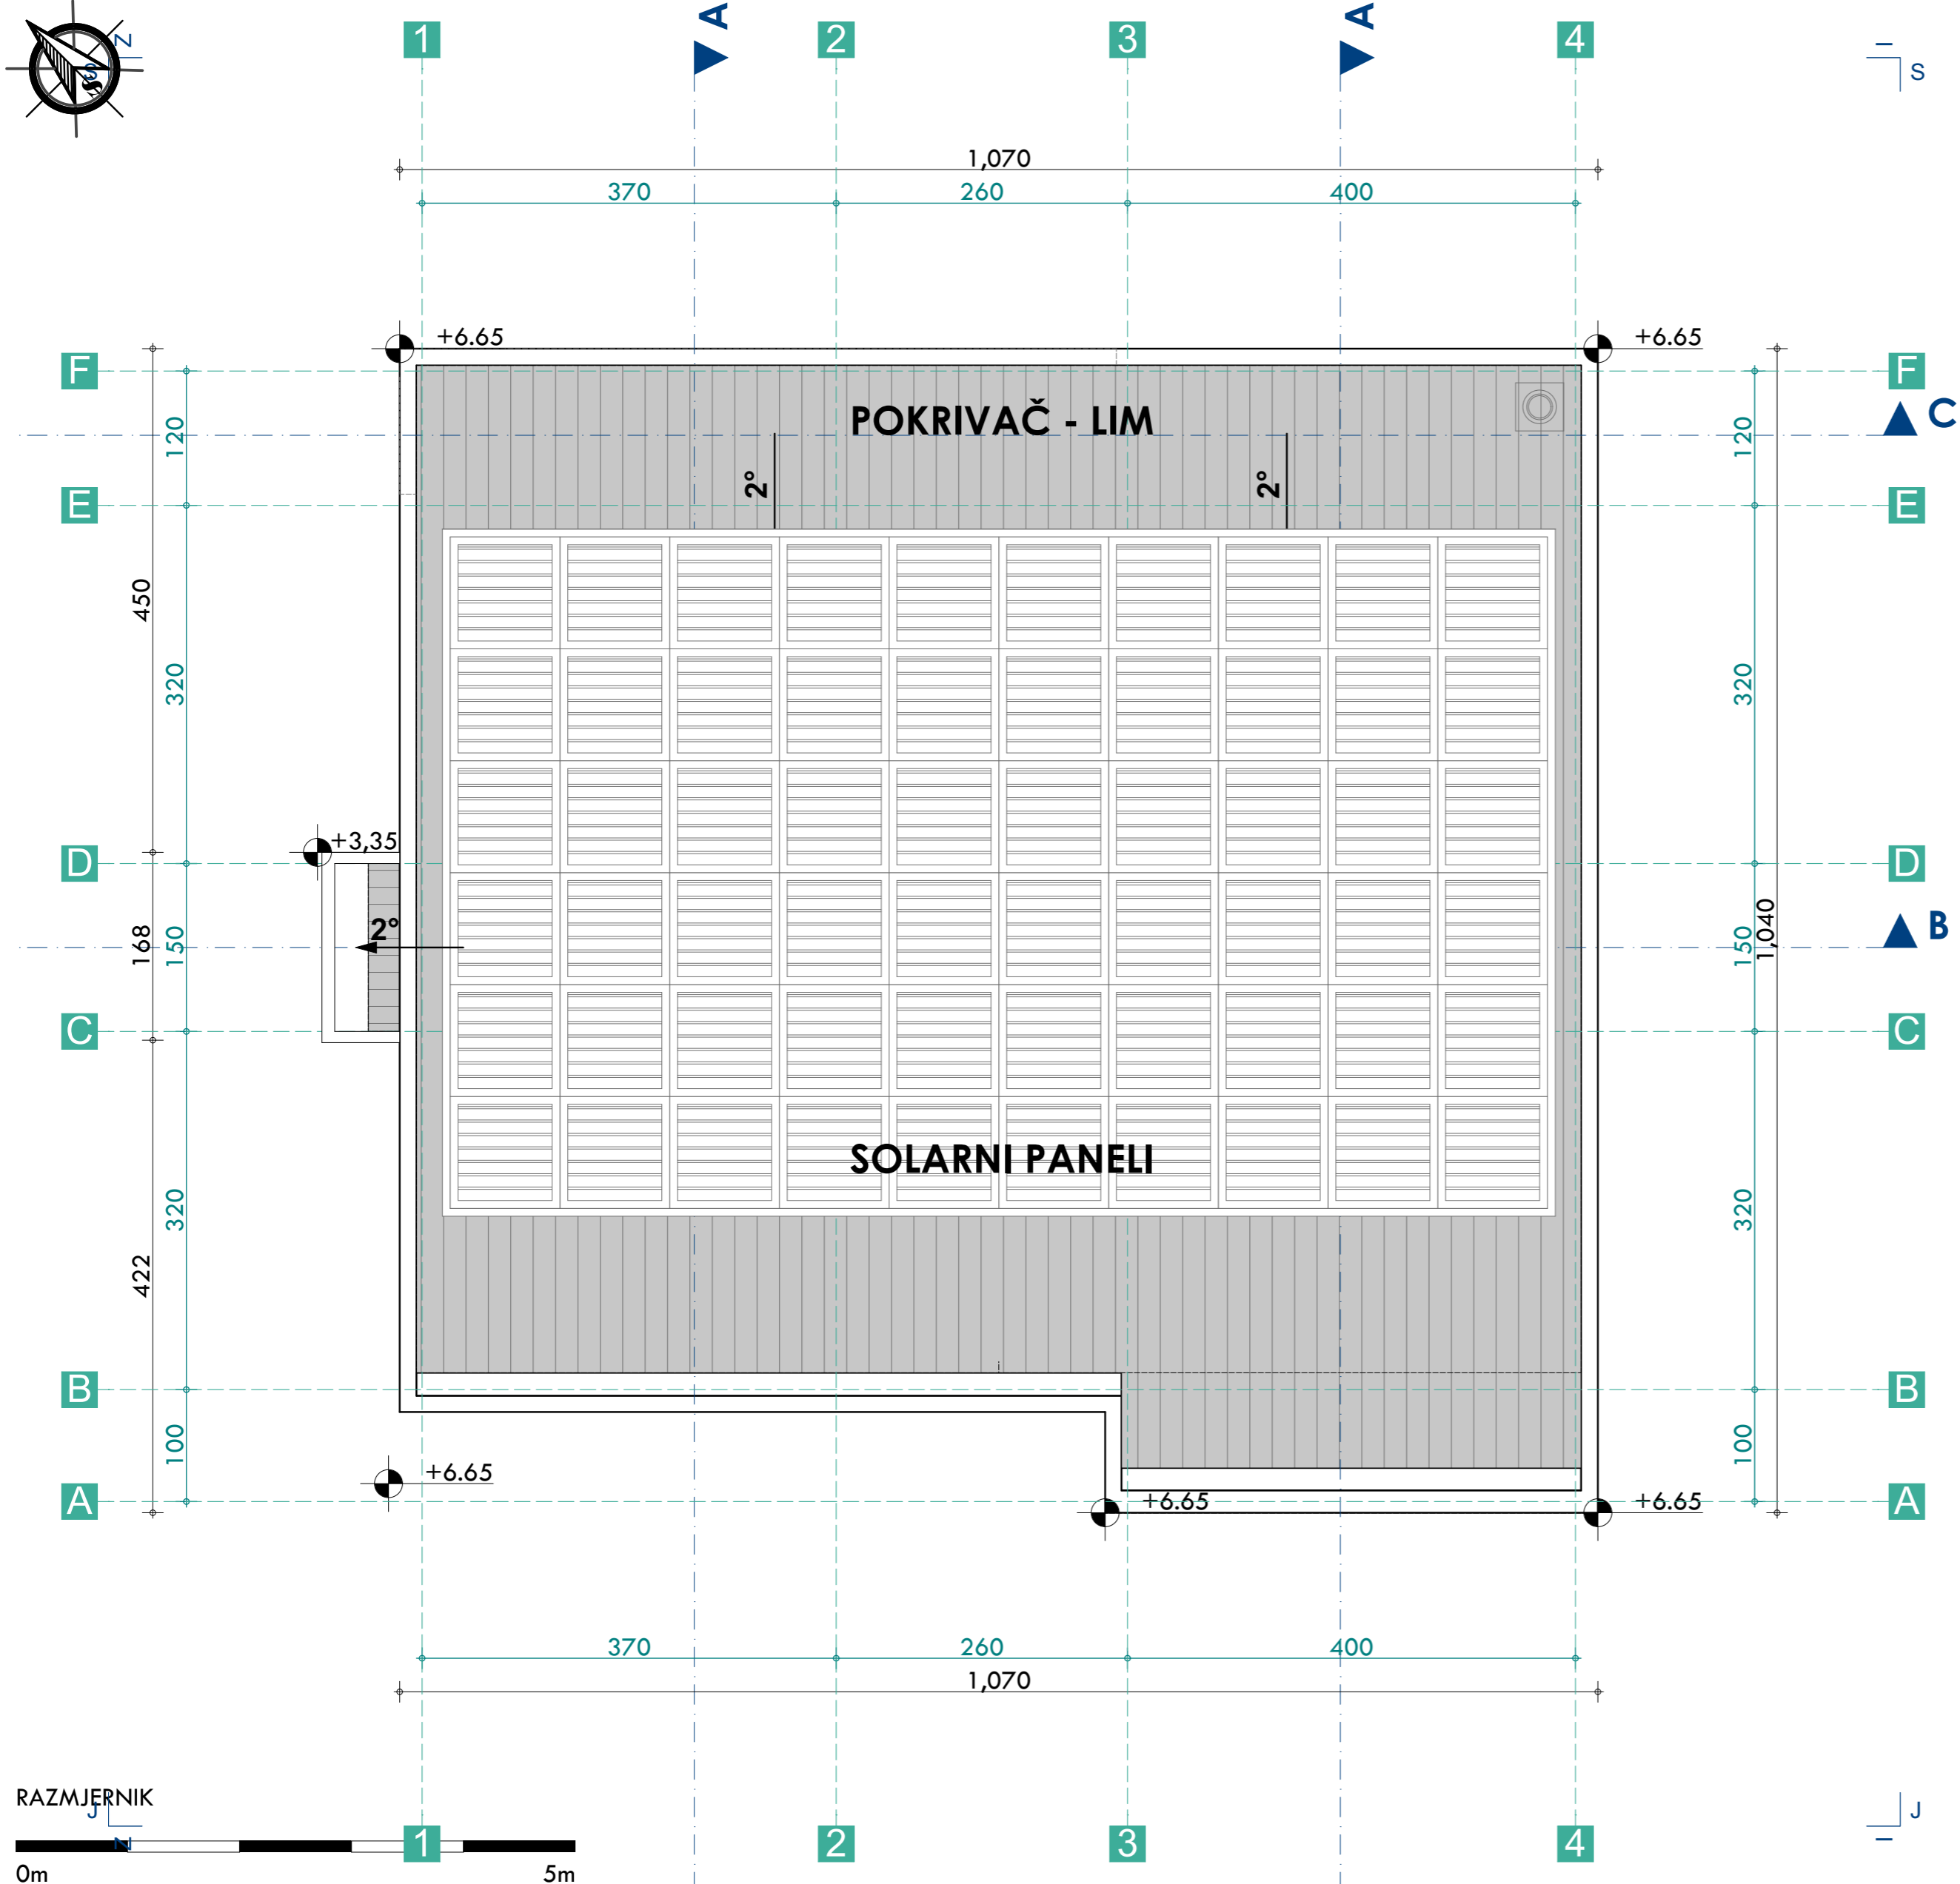 1
A
2
3
A
4
Z
S
S
I
S
1,070
370
260
400
+6.65
+6.65
F
F
POKRIVAČ - LIM
C
120
120
2°
2°
E
E
450
320
320
+3,35
D
D
2°
168
150
150
1,040
B
C
C
SOLARNI PANELI
320
320
422
B
B
100
100
+6.65
A
+6.65
+6.65
A
370
260
400
1,070
RAZMJERNIK
J
Z
J
I
1
2
3
4
0m
5m